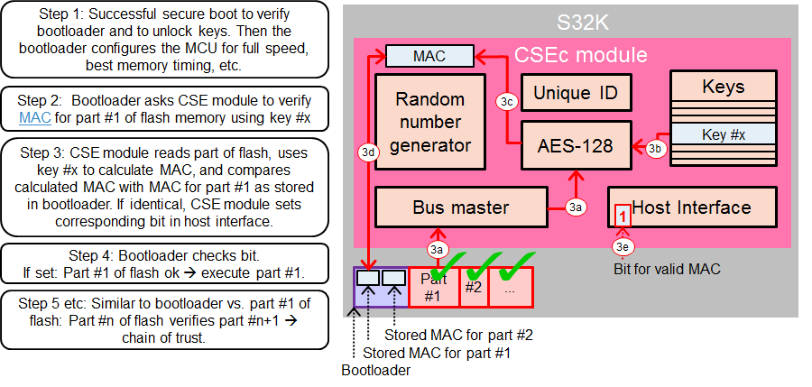 Step 1: Successful secure boot to verify
bootloader and to unlock keys. Then the
bootloader configures the MCU for full speed,
best memory timing, etc.
Step 2: Bootloader asks CSE module to verify
MAC for part #1 of flash memory using key #x
Step 3: CSE module reads part of flash, uses
key #x to calculate MAC, and compares
calculated MAC with MAC for part #1 as stored
in bootloader. If identical, CSE module sets
corresponding bit in host interface.
Step 4: Bootloader checks bit.
If set: Part #1 of flash ok → execute part #1.
Step 5 etc: Similar to bootloader vs. part #1 of
flash: Part #n of flash verifies part #n+1 →
chain of trust.
S32K
CSEc module
MAC
Random
number
generator
3c
Unique ID
AES-128
Keys
Key #x
3b
3d
Bus master
3a
Host Interface
1
3a
3e
Bit for valid MAC
Part
#1
#2
...
Stored MAC for part #2
Stored MAC for part #1
Bootloader